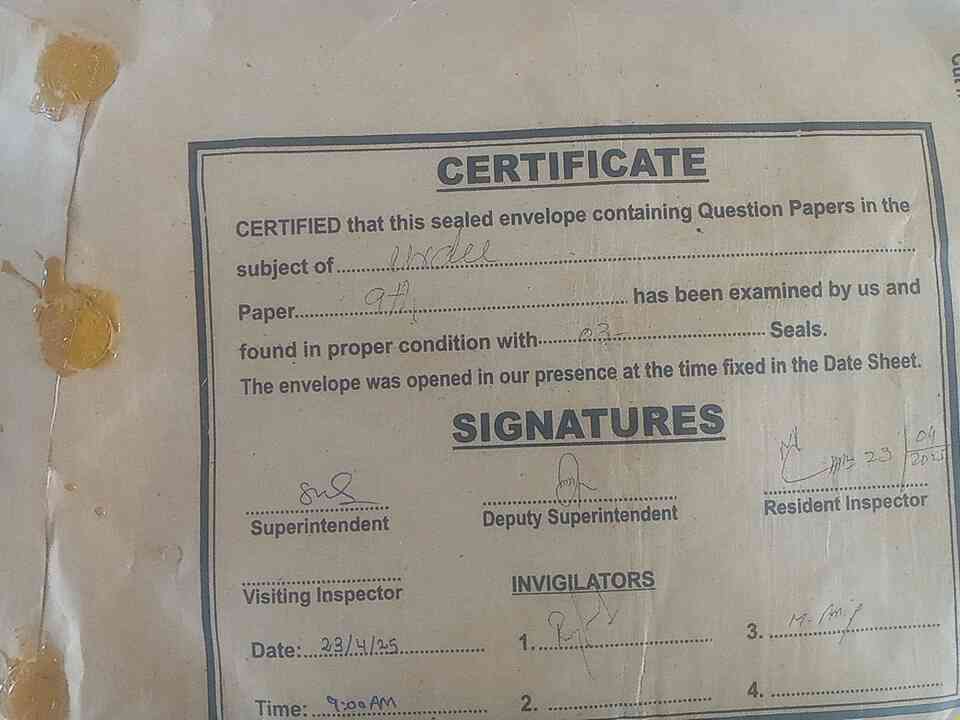 Cut
CERTIFICATE
CERTIFIED that this sealed envelope containing Question Papers in the
subject of urdu
Paper 9th has been examined by us and
found in proper condition with 03 Seals.
The envelope was opened in our presence at the time fixed in the Date Sheet.
SIGNATURES
23/04/2025
Superintendent Deputy Superintendent Resident Inspector
Visiting Inspector INVIGILATORS
Date: 23/4/25 1. 3.
Time: 9:00 AM 2. 4.